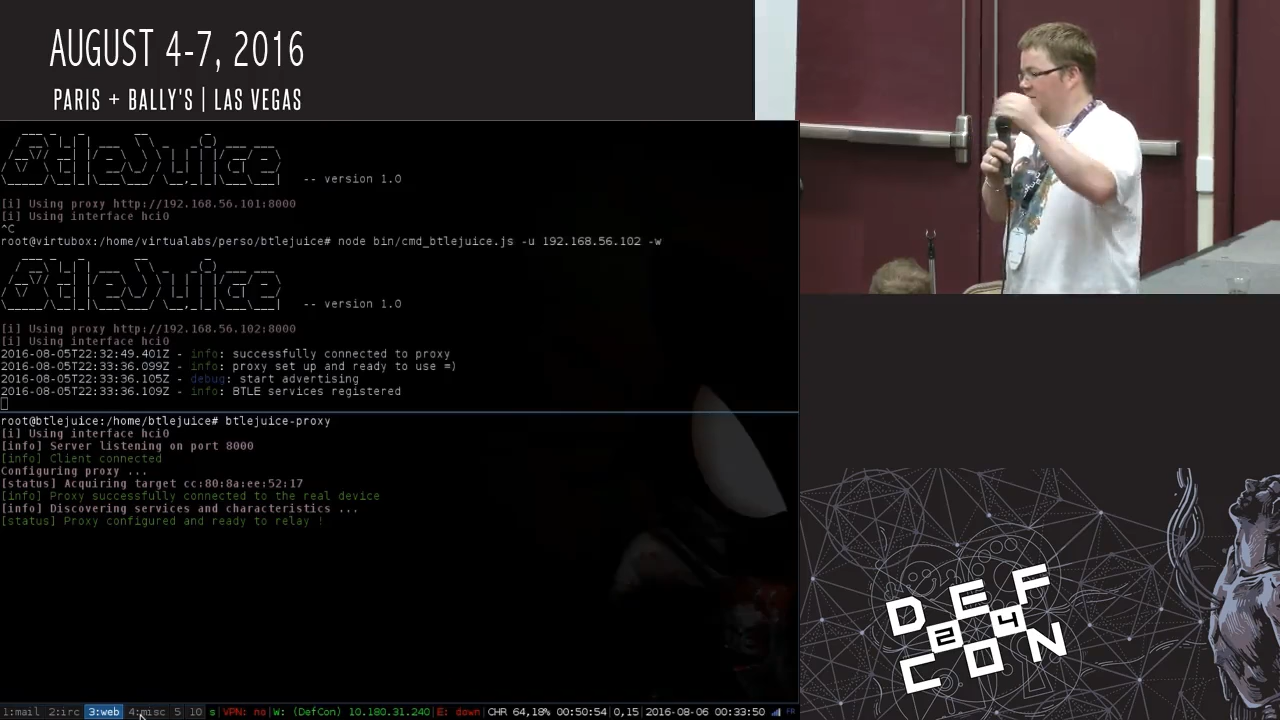 AUGUST 4-7, 2016
PARIS + BALLY'S | LAS VEGAS
BtleJuice -- version 1.0
[i] Using proxy http://192.168.56.101:8000
[i] Using interface hci0
^C
root@virtubox:/home/virtualabs/perso/btlejuice# node bin/cmd_btlejuice.js -u 192.168.56.102 -w
BtleJuice -- version 1.0
[i] Using proxy http://192.168.56.102:8000
[i] Using interface hci0
2016-08-05T22:32:49.401Z - info: successfully connected to proxy
2016-08-05T22:33:36.099Z - info: proxy set up and ready to use =)
2016-08-05T22:33:36.105Z - debug: start advertising
2016-08-05T22:33:36.109Z - info: BTLE services registered
root@btlejuice:/home/btlejuice# btlejuice-proxy
[i] Using interface hci0
[info] Server listening on port 8000
[info] Client connected
Configuring proxy ...
[status] Acquiring target cc:80:8a:ee:52:17
[info] Proxy successfully connected to the real device
[info] Discovering services and characteristics ...
[status] Proxy configured and ready to relay !
1:mail 2:irc 3:web 4:misc 5 10 s|VPN: no|W: (DefCon) 10.180.31.240|E: down|CHR 64,18% 00:50:54|0,15|2016-08-06 00:33:50 FR
DEF
24
CON